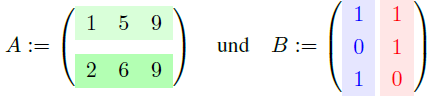 A := ( 1 5 9 ) und B := ( 1 1 )
( 2 6 9 ) ( 0 1 )
( 1 0 )